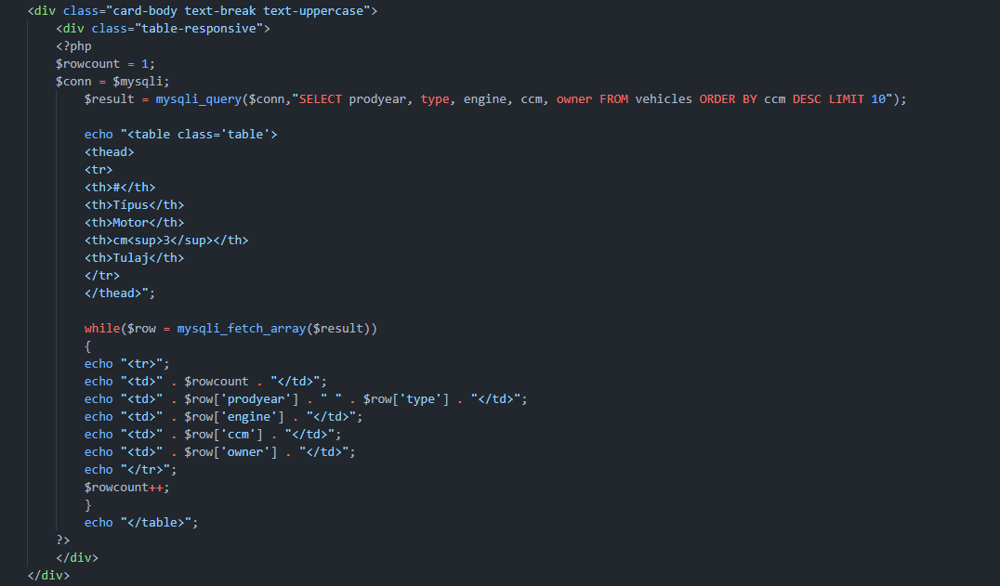 <div class="card-body text-break text-uppercase">
<div class="table-responsive">
<?php
$rowcount = 1;
$conn = $mysqli;
$result = mysqli_query($conn,"SELECT prodyear, type, engine, ccm, owner FROM vehicles ORDER BY ccm DESC LIMIT 10");
echo "<table class='table'>
<thead>
<tr>
<th>#</th>
<th>Típus</th>
<th>Motor</th>
<th>cm<sup>3</sup></th>
<th>Tulaj</th>
</tr>
</thead>";
while($row = mysqli_fetch_array($result))
{
echo "<tr>";
echo "<td>" . $rowcount . "</td>";
echo "<td>" . $row['prodyear'] . " " . $row['type'] . "</td>";
echo "<td>" . $row['engine'] . "</td>";
echo "<td>" . $row['ccm'] . "</td>";
echo "<td>" . $row['owner'] . "</td>";
echo "</tr>";
$rowcount++;
}
echo "</table>";
?>
</div>
</div>